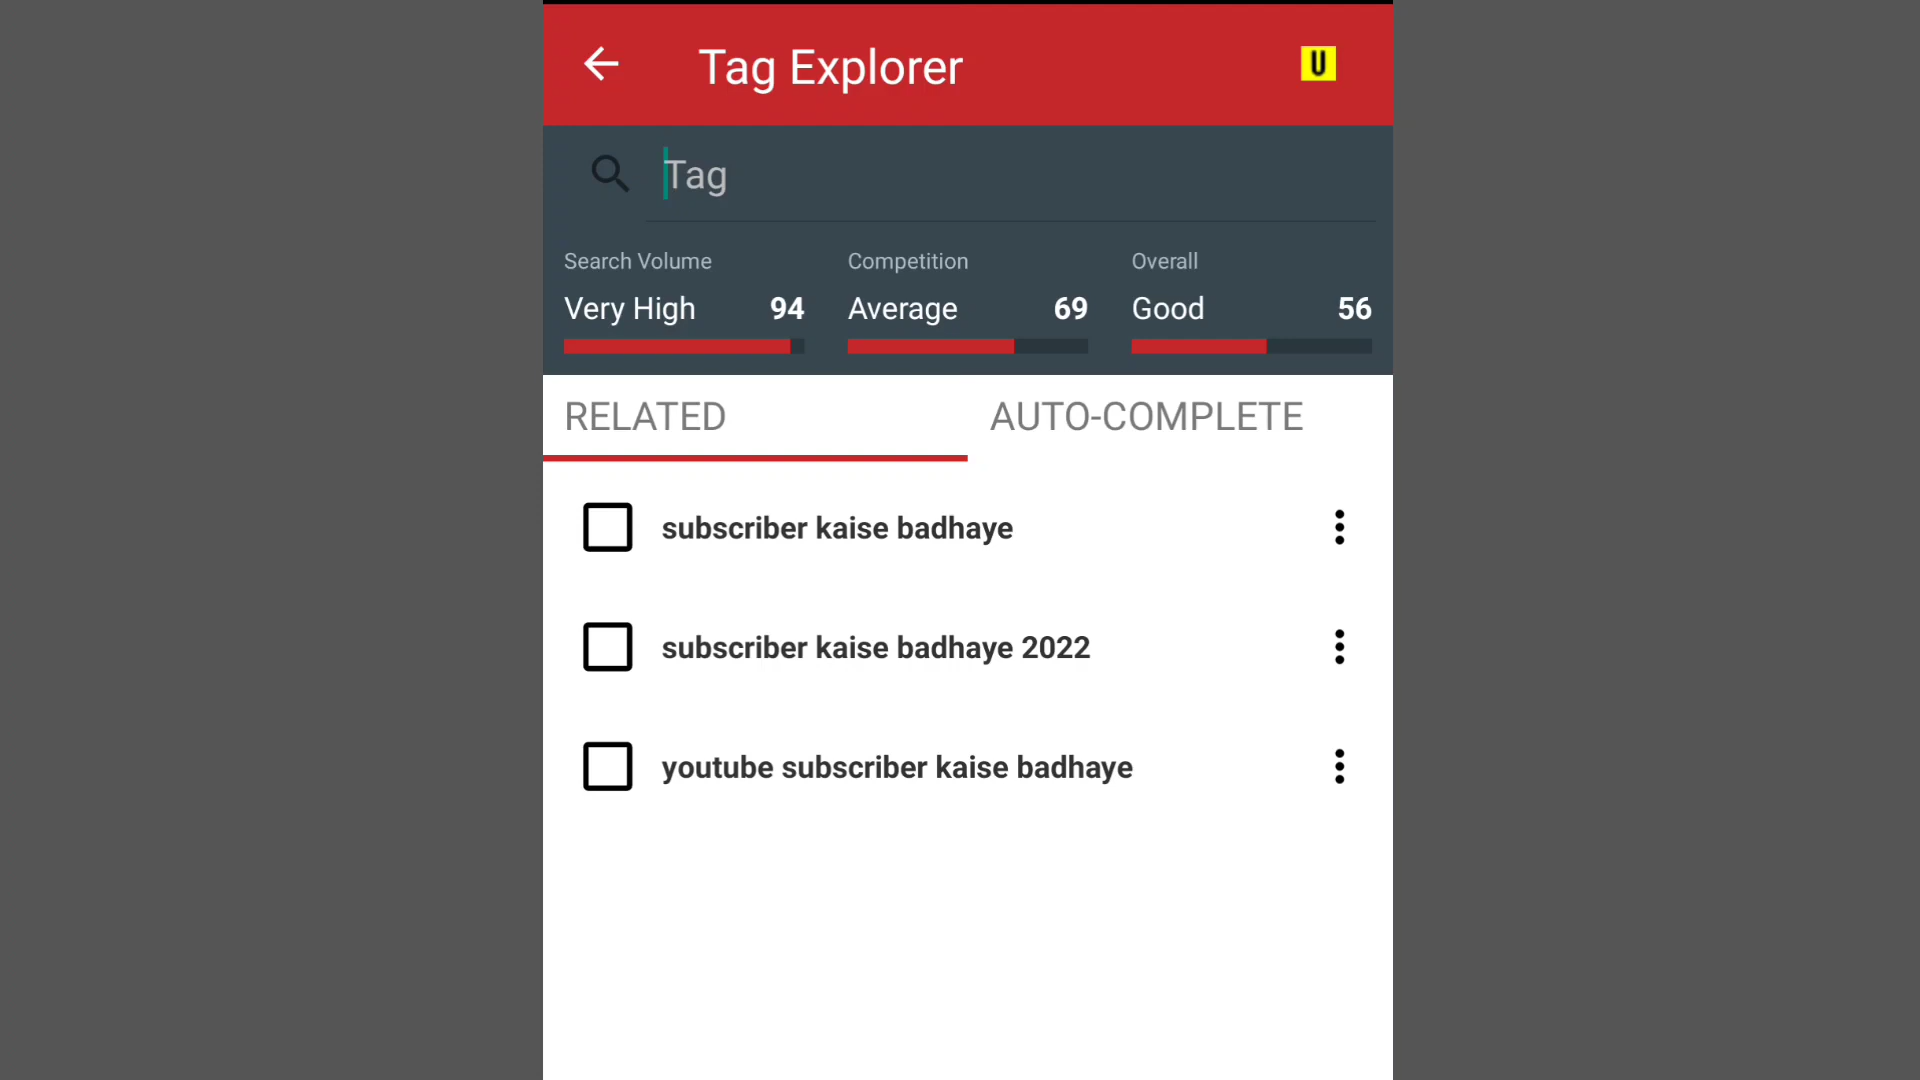 Tag Explorer
U
Tag
Search Volume Competition Overall
Very High 94 Average 69 Good 56
RELATED AUTO-COMPLETE
subscriber kaise badhaye
subscriber kaise badhaye 2022
youtube subscriber kaise badhaye